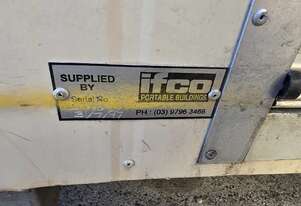 SUPPLIED
BY
ifco
PORTABLE BUILDINGS
Serial No
PH : (03) 9796 3466